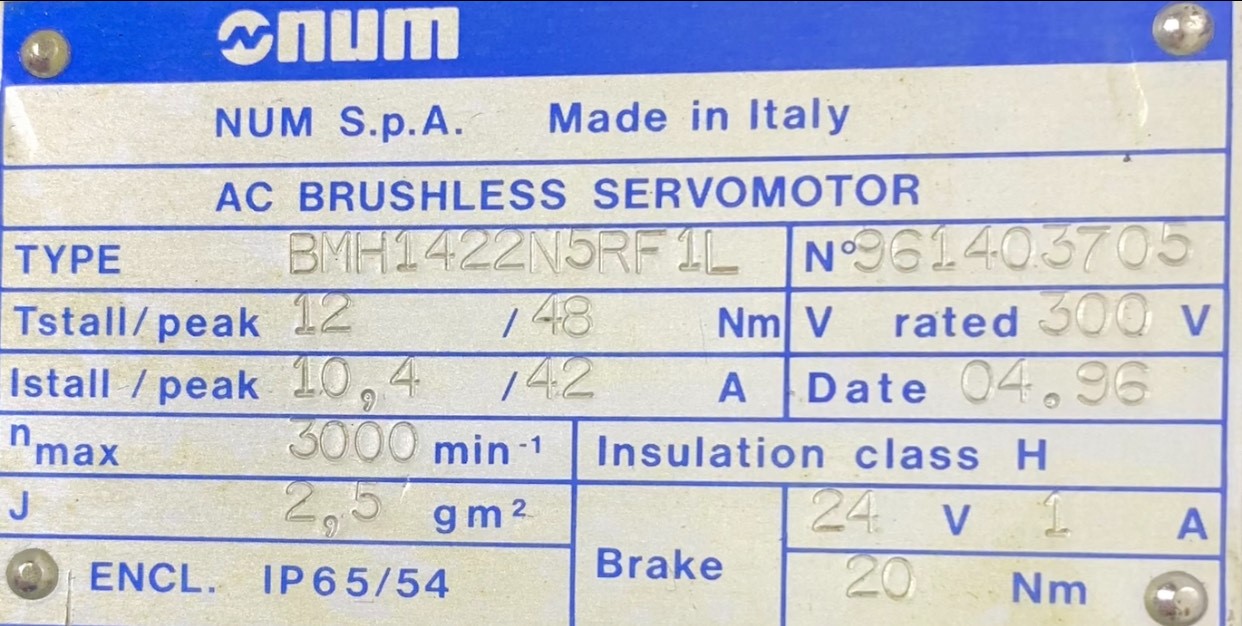 num
NUM S.p.A. Made in Italy
AC BRUSHLESS SERVOMOTOR
TYPE BMH1422N5RF1L N° 961403705
Tstall/peak 12 / 48 Nm V rated 300 V
Istall / peak 10,4 / 42 A Date 04.96
n max 3000 min⁻¹ Insulation class H
J 2,5 gm² Brake 24 V 1 A
ENCL. IP65/54 20 Nm